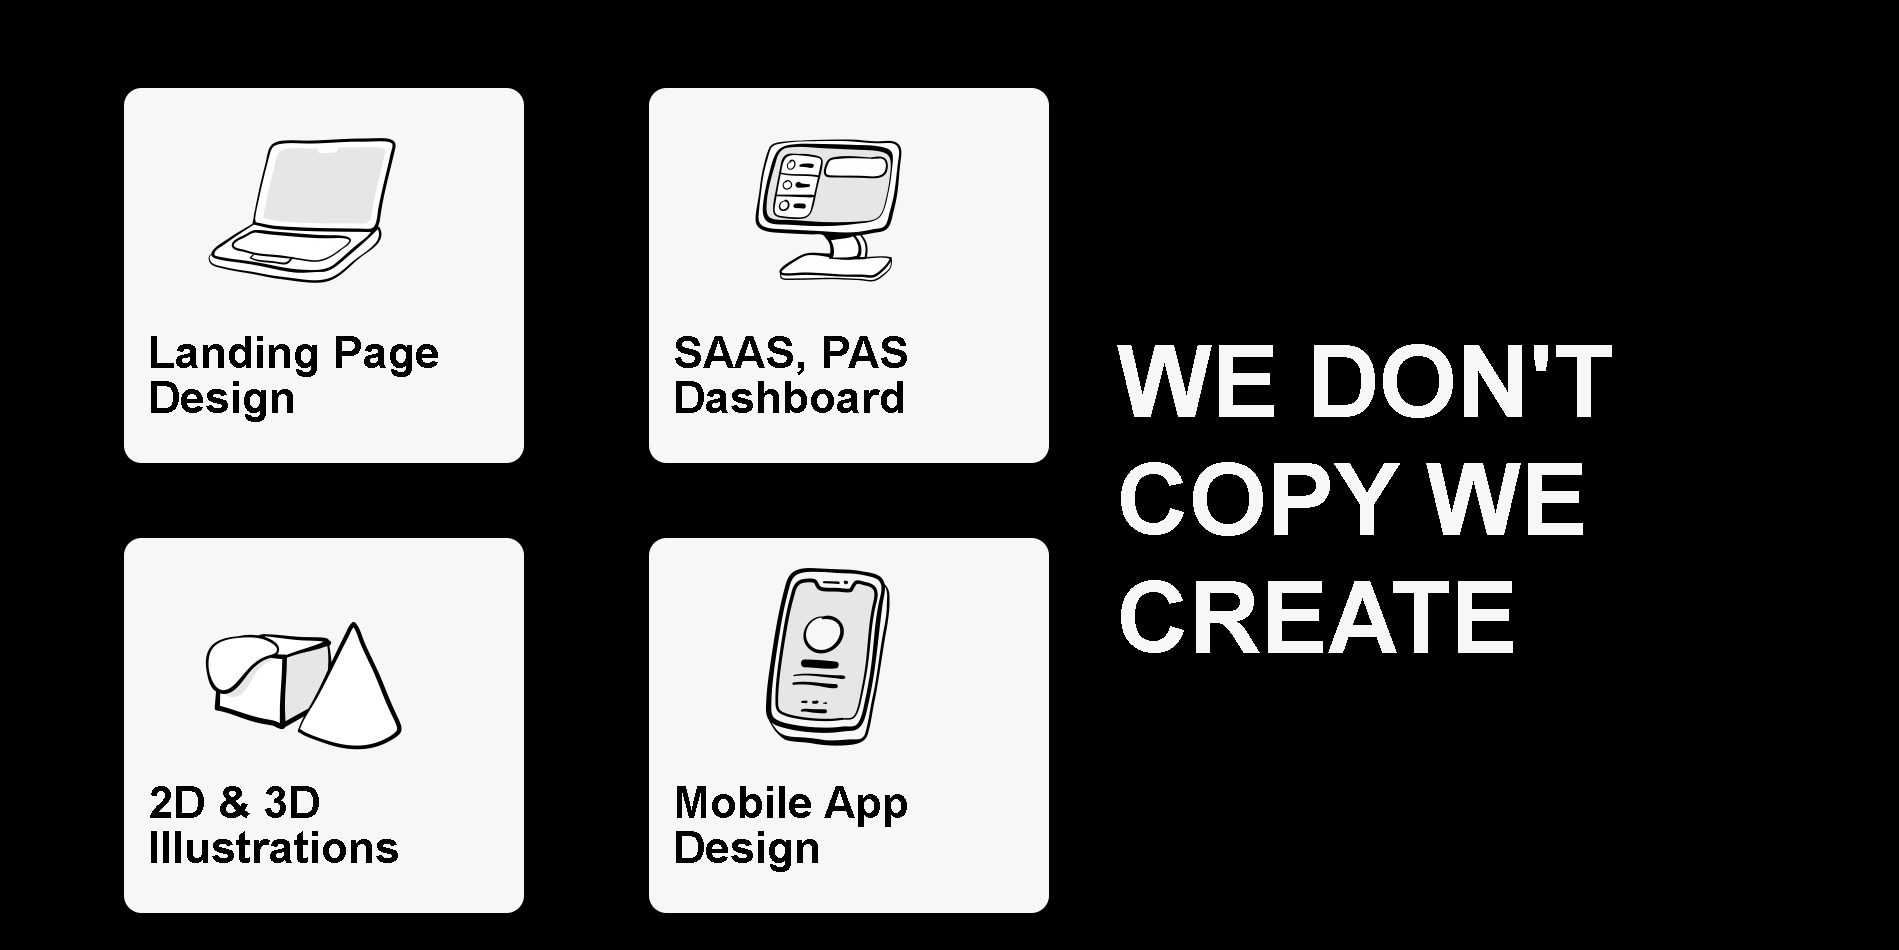 Landing Page
Design
SAAS, PAS
Dashboard
2D & 3D
Illustrations
Mobile App
Design
WE DON'T
COPY WE
CREATE